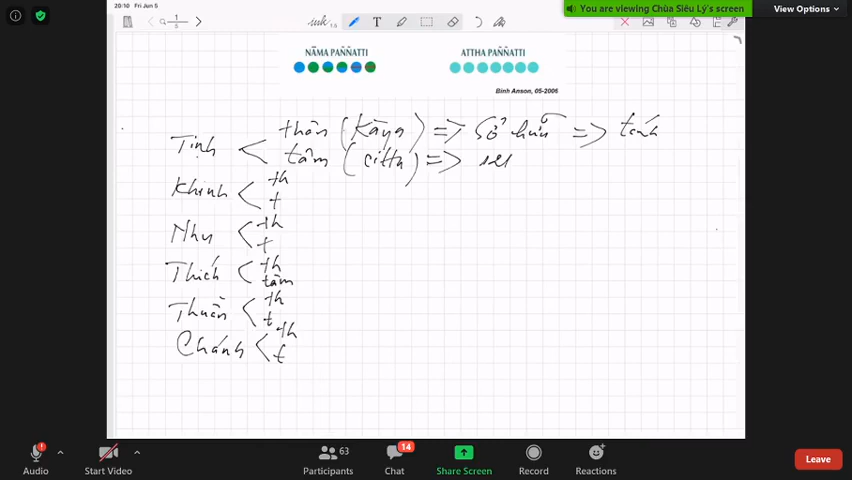 20:10 Fri Jun 5
You are viewing Chùa Siêu Lý's screen
View Options
1
NĀMA PAÑÑATTI ATTHA PAÑÑATTI
Binh Anson, 05-2006
Tịnh < thân (Kāya) => Sở hữu => tánh
tâm (citta) =>
Khinh < th
t
Nhu < th
t
Thích < th
tâm
Thuần < th
t
Chánh < th
t
63 14
Audio Start Video Participants Chat Share Screen Record Reactions Leave